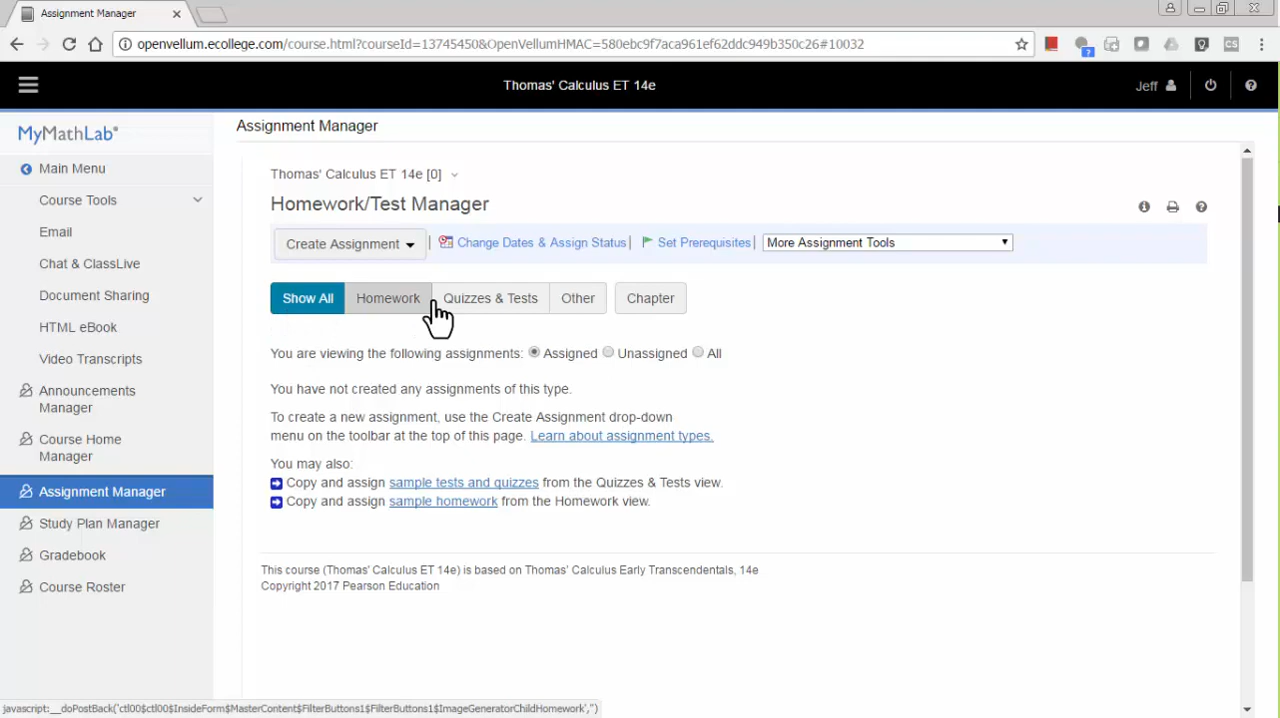 Assignment Manager
openvellum.ecollege.com/course.html?courseId=13745450&OpenVellumHMAC=580ebc9f7aca961ef62ddc949b350c26#10032
?
CS
Thomas' Calculus ET 14e
Jeff
?
MyMathLab®
Main Menu
Course Tools
Email
Chat & ClassLive
Document Sharing
HTML eBook
Video Transcripts
Announcements
Manager
Course Home
Manager
Assignment Manager
Study Plan Manager
Gradebook
Course Roster
Assignment Manager
Thomas' Calculus ET 14e [0]
Homework/Test Manager
Create Assignment | Change Dates & Assign Status | Set Prerequisites | More Assignment Tools
Show All Homework Quizzes & Tests Other Chapter
You are viewing the following assignments: Assigned Unassigned All
You have not created any assignments of this type.
To create a new assignment, use the Create Assignment drop-down
menu on the toolbar at the top of this page. Learn about assignment types.
You may also:
Copy and assign sample tests and quizzes from the Quizzes & Tests view.
Copy and assign sample homework from the Homework view.
This course (Thomas' Calculus ET 14e) is based on Thomas' Calculus Early Transcendentals, 14e
Copyright 2017 Pearson Education
javascript:__doPostBack('ctl00$ctl00$InsideForm$MasterContent$FilterButtons1$FilterButtons1$ImageGeneratorChildHomework','')